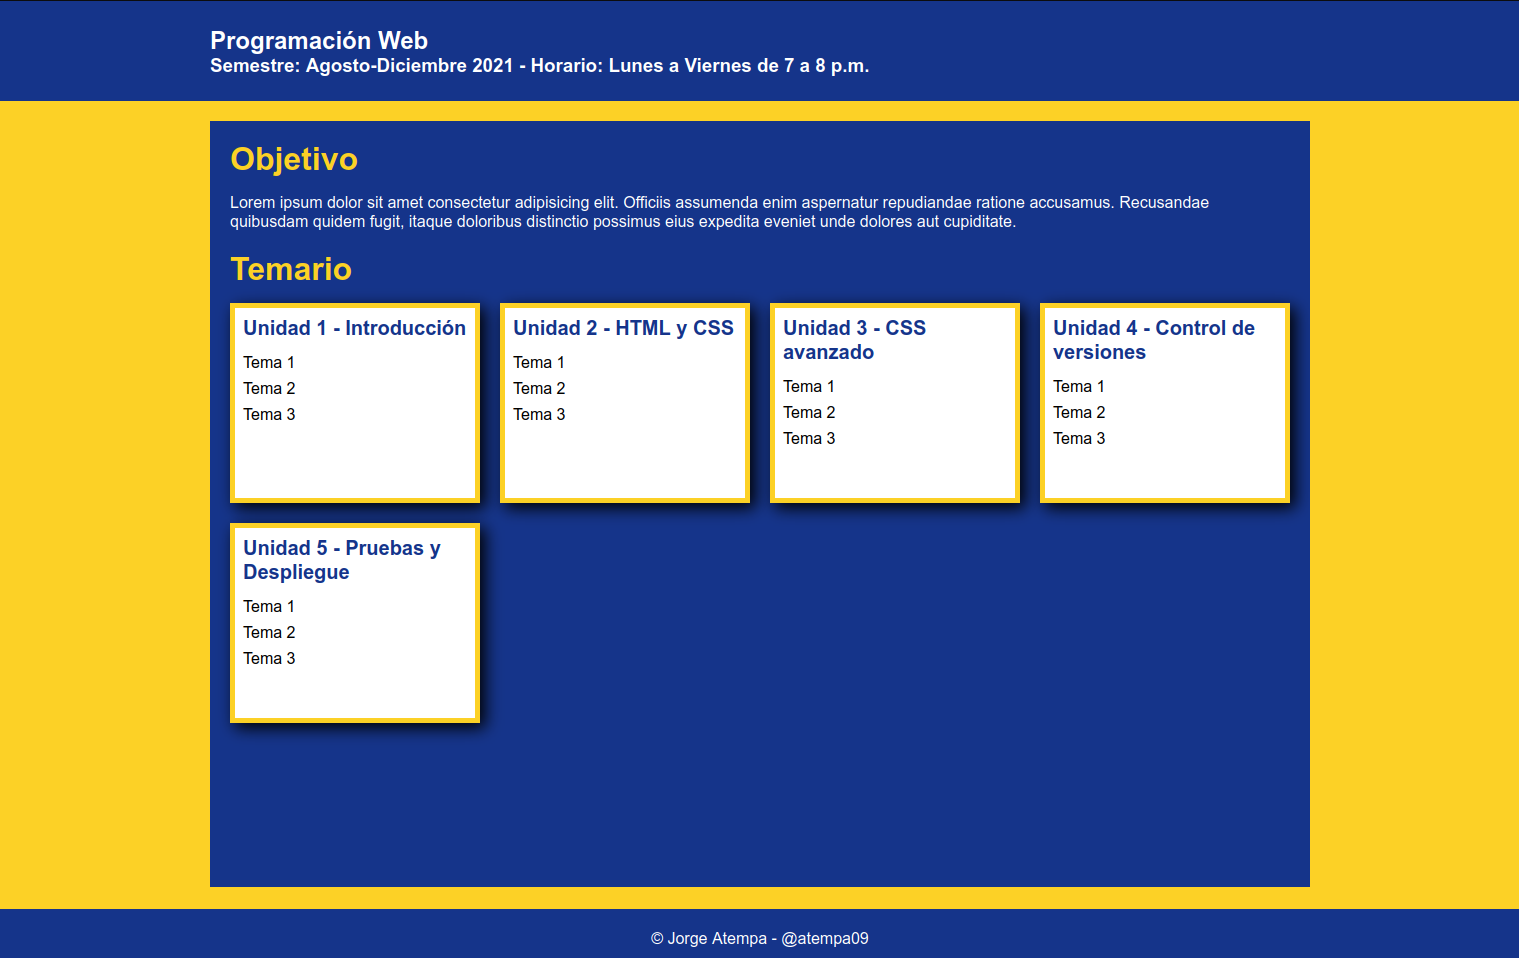 Programación Web
Semestre: Agosto-Diciembre 2021 - Horario: Lunes a Viernes de 7 a 8 p.m.
Objetivo
Lorem ipsum dolor sit amet consectetur adipisicing elit. Officiis assumenda enim aspernatur repudiandae ratione accusamus. Recusandae
quibusdam quidem fugit, itaque doloribus distinctio possimus eius expedita eveniet unde dolores aut cupiditate.
Temario
Unidad 1 - Introducción
Tema 1
Tema 2
Tema 3
Unidad 2 - HTML y CSS
Tema 1
Tema 2
Tema 3
Unidad 3 - CSS
avanzado
Tema 1
Tema 2
Tema 3
Unidad 4 - Control de
versiones
Tema 1
Tema 2
Tema 3
Unidad 5 - Pruebas y
Despliegue
Tema 1
Tema 2
Tema 3
© Jorge Atempa - @atempa09